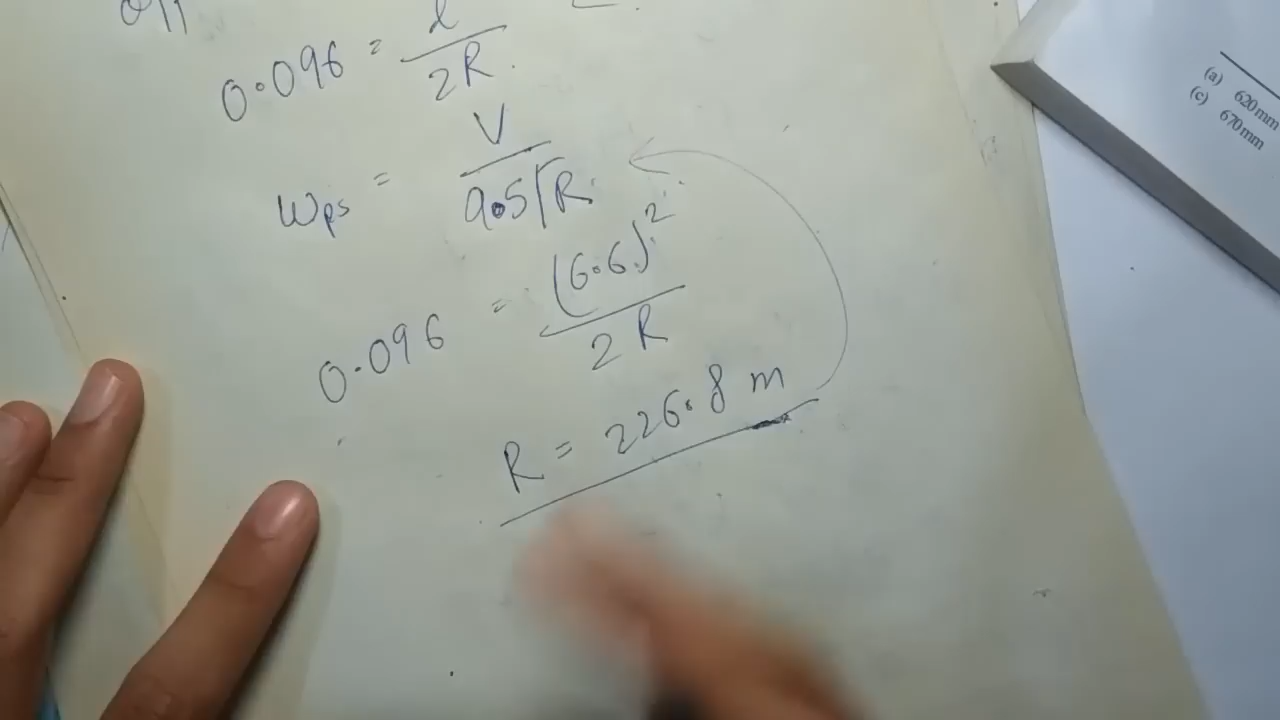 0.096 = l / 2R.
Wps = V / 9.5√R
0.096 = (6.6)² / 2R
R = 226.8 m
(a) 620mm
(c) 670mm